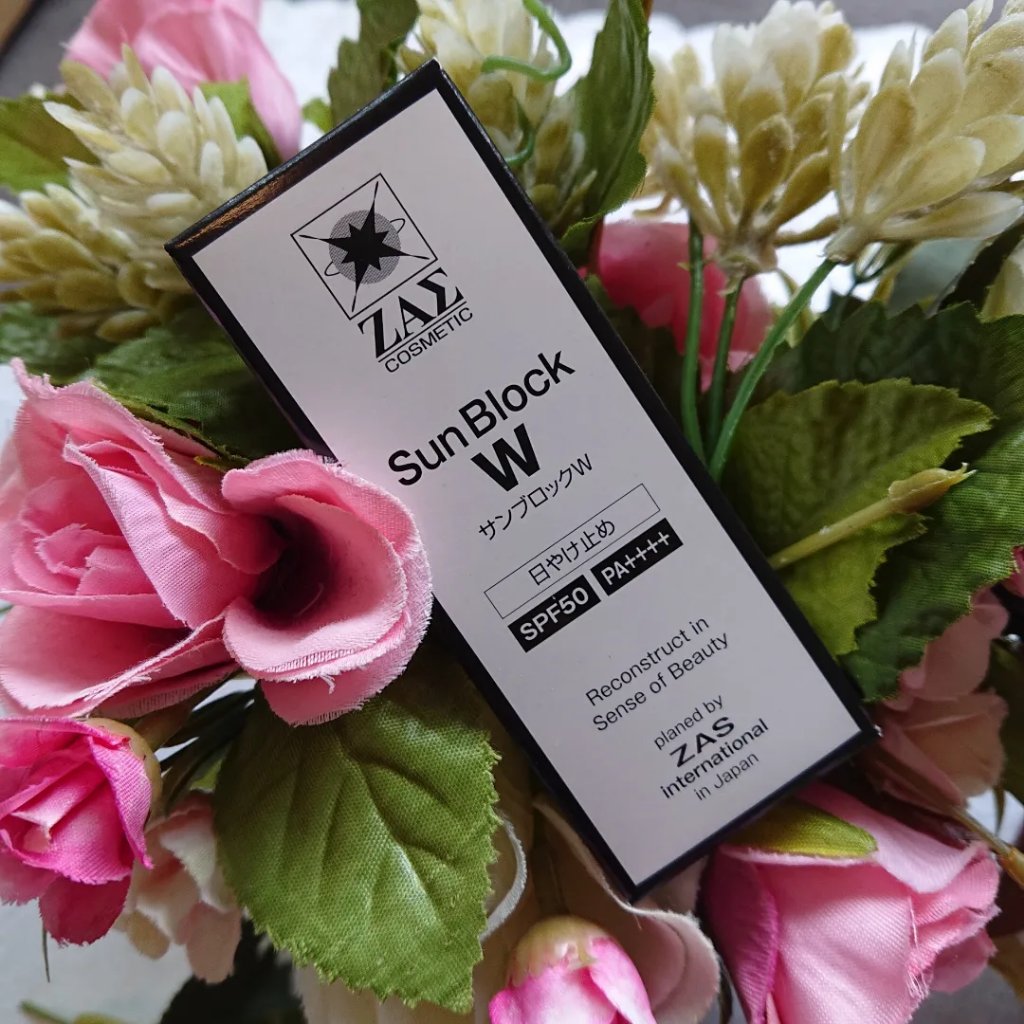 ZAΣ
COSMETIC
Sun Block
W
サンブロックW
日やけ止め
SPF50 PA++++
Reconstruct in
Sense of Beauty
planed by
ZAS
international
in Japan